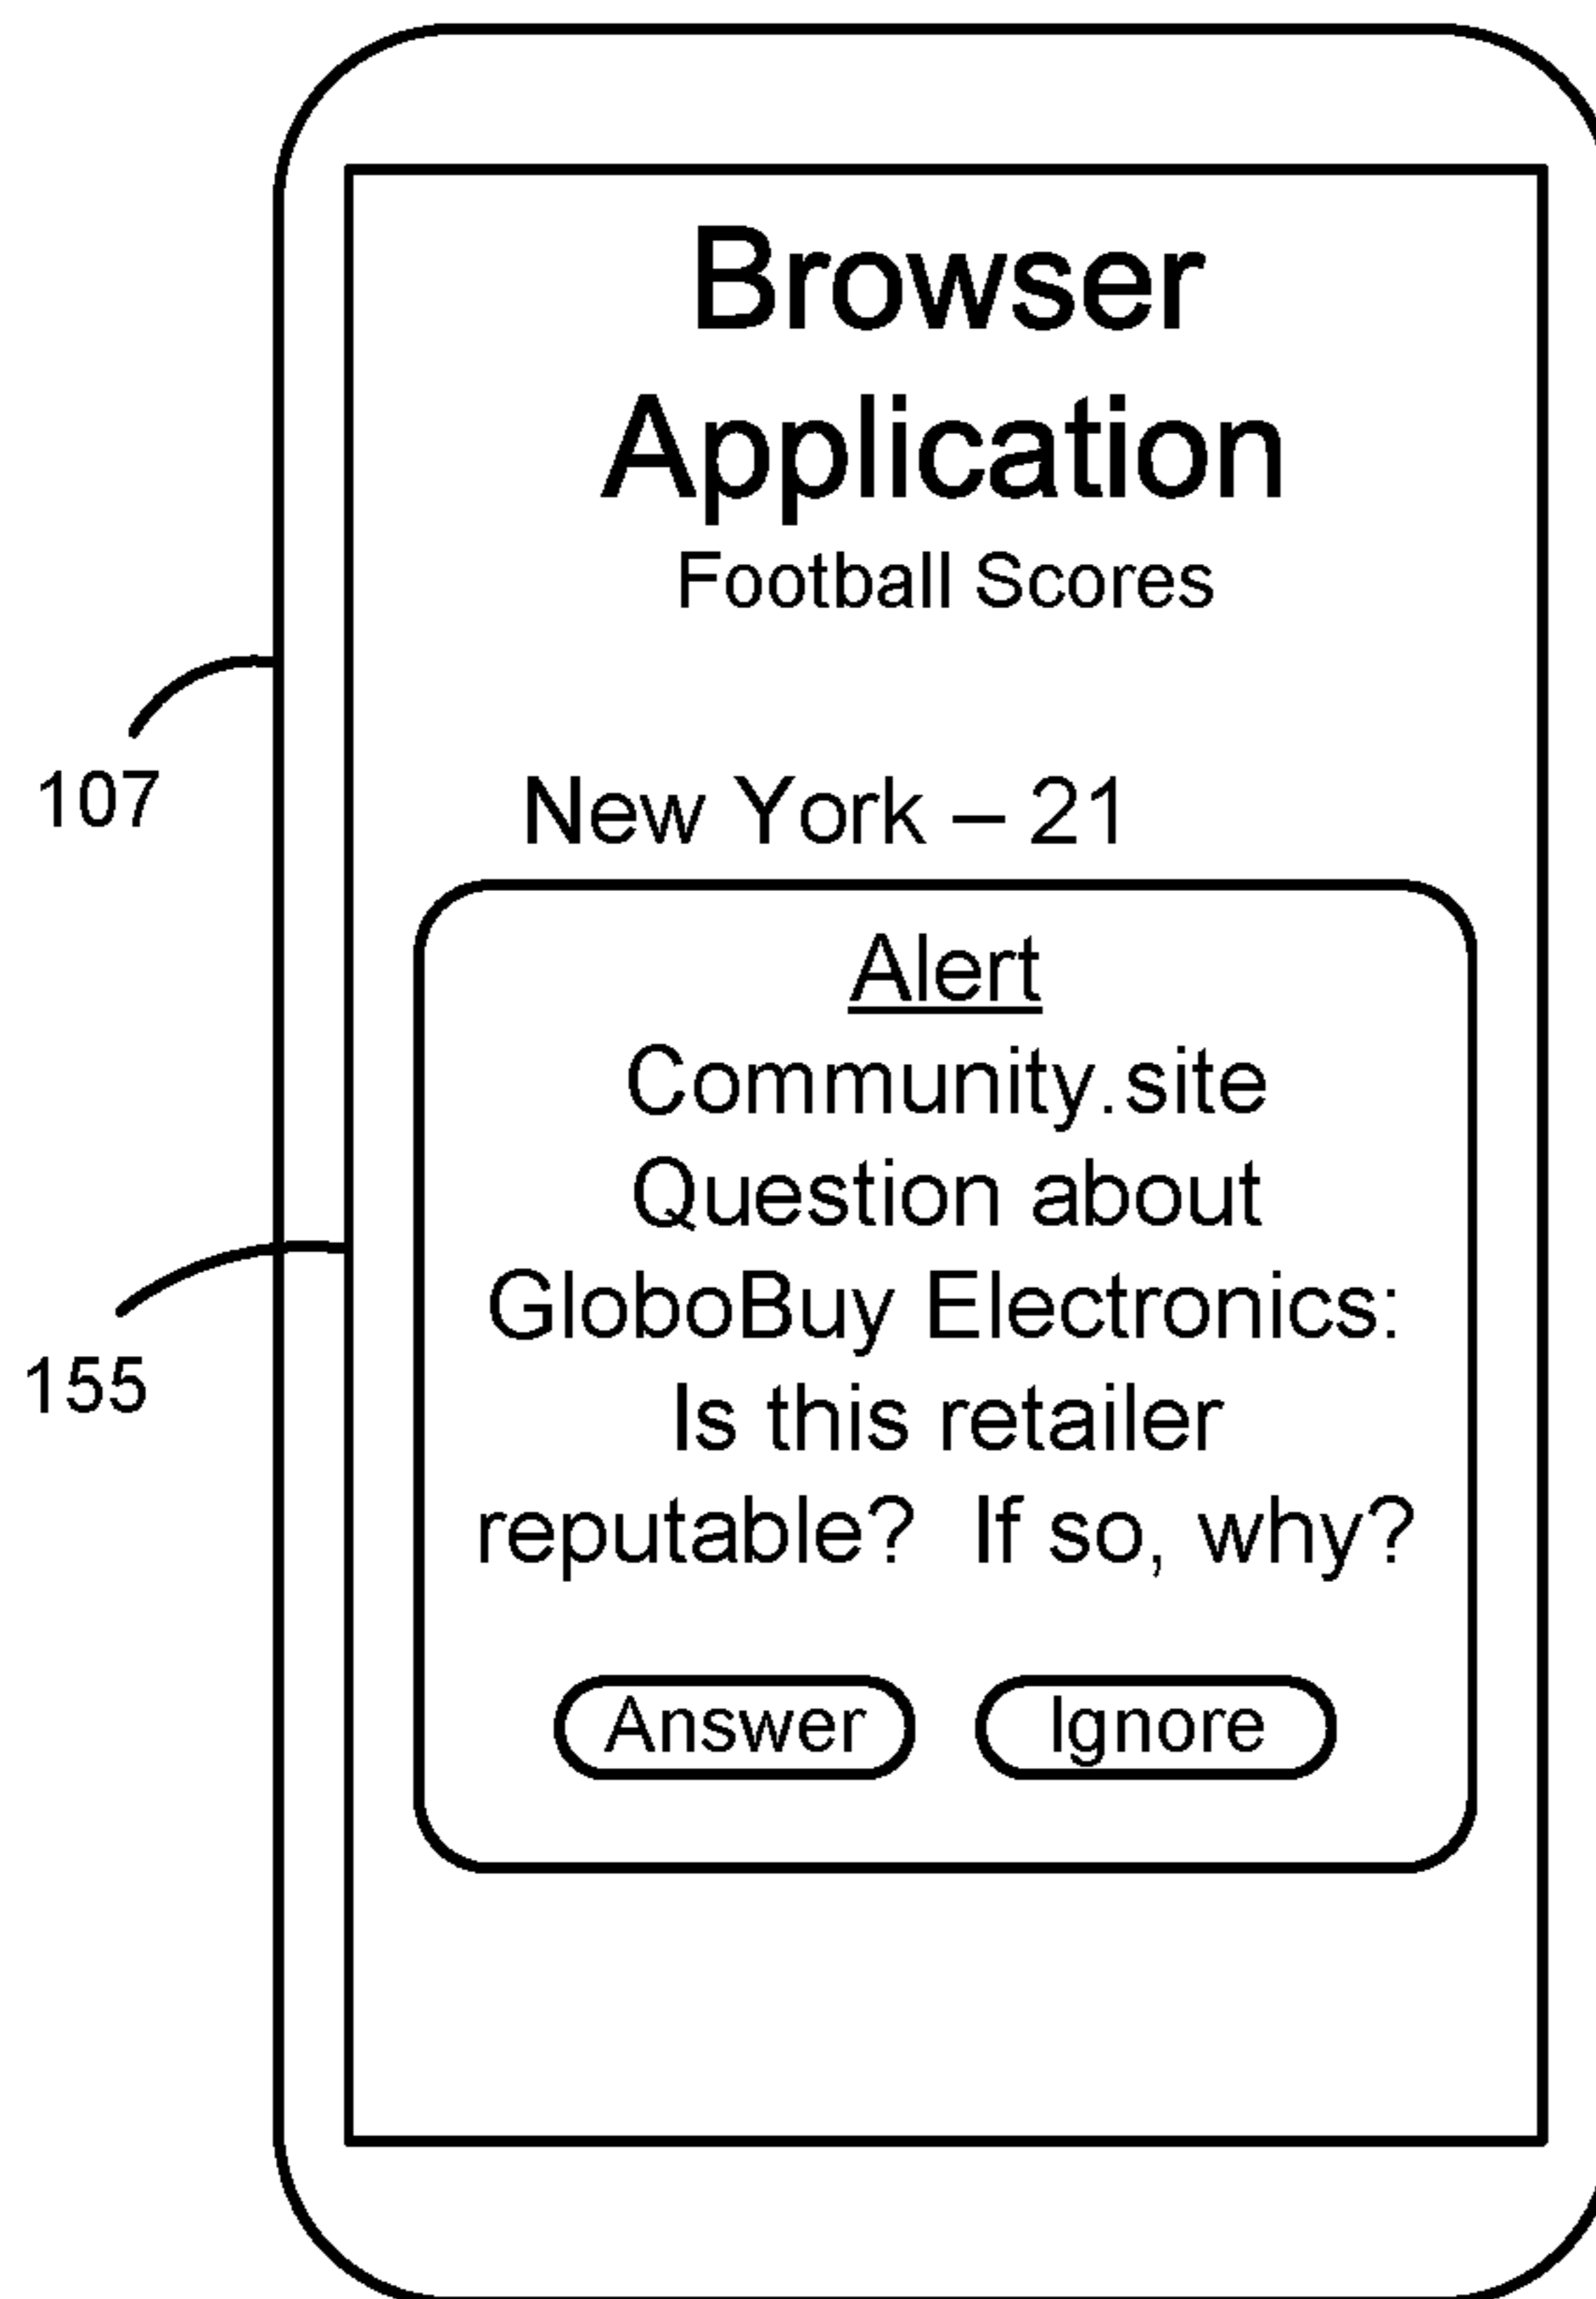 Browser
Application
Football Scores
107
New York – 21
Alert
Community.site
Question about
GloboBuy Electronics:
155
Is this retailer
reputable?  If so, why?
Answer
Ignore